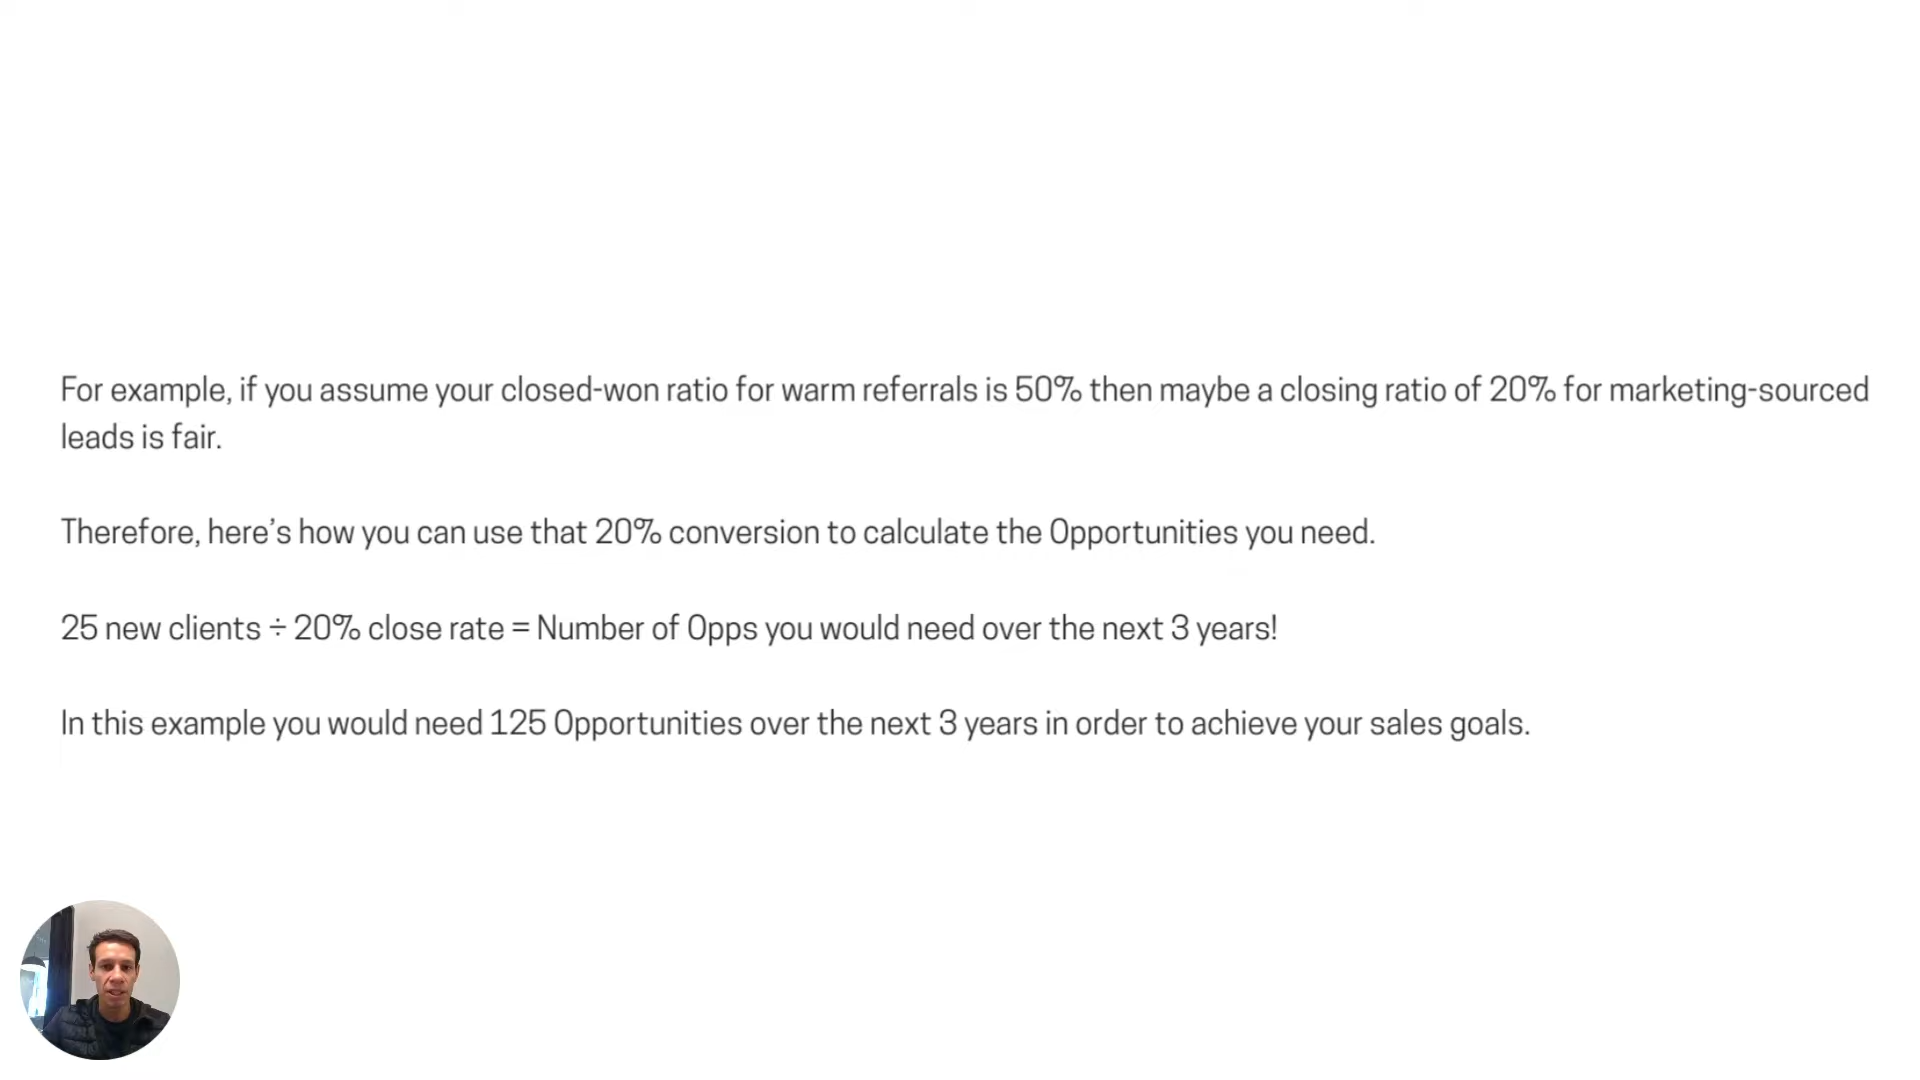 For example, if you assume your closed-won ratio for warm referrals is 50% then maybe a closing ratio of 20% for marketing-sourced
leads is fair.
Therefore, here’s how you can use that 20% conversion to calculate the Opportunities you need.
25 new clients ÷ 20% close rate = Number of Opps you would need over the next 3 years!
In this example you would need 125 Opportunities over the next 3 years in order to achieve your sales goals.